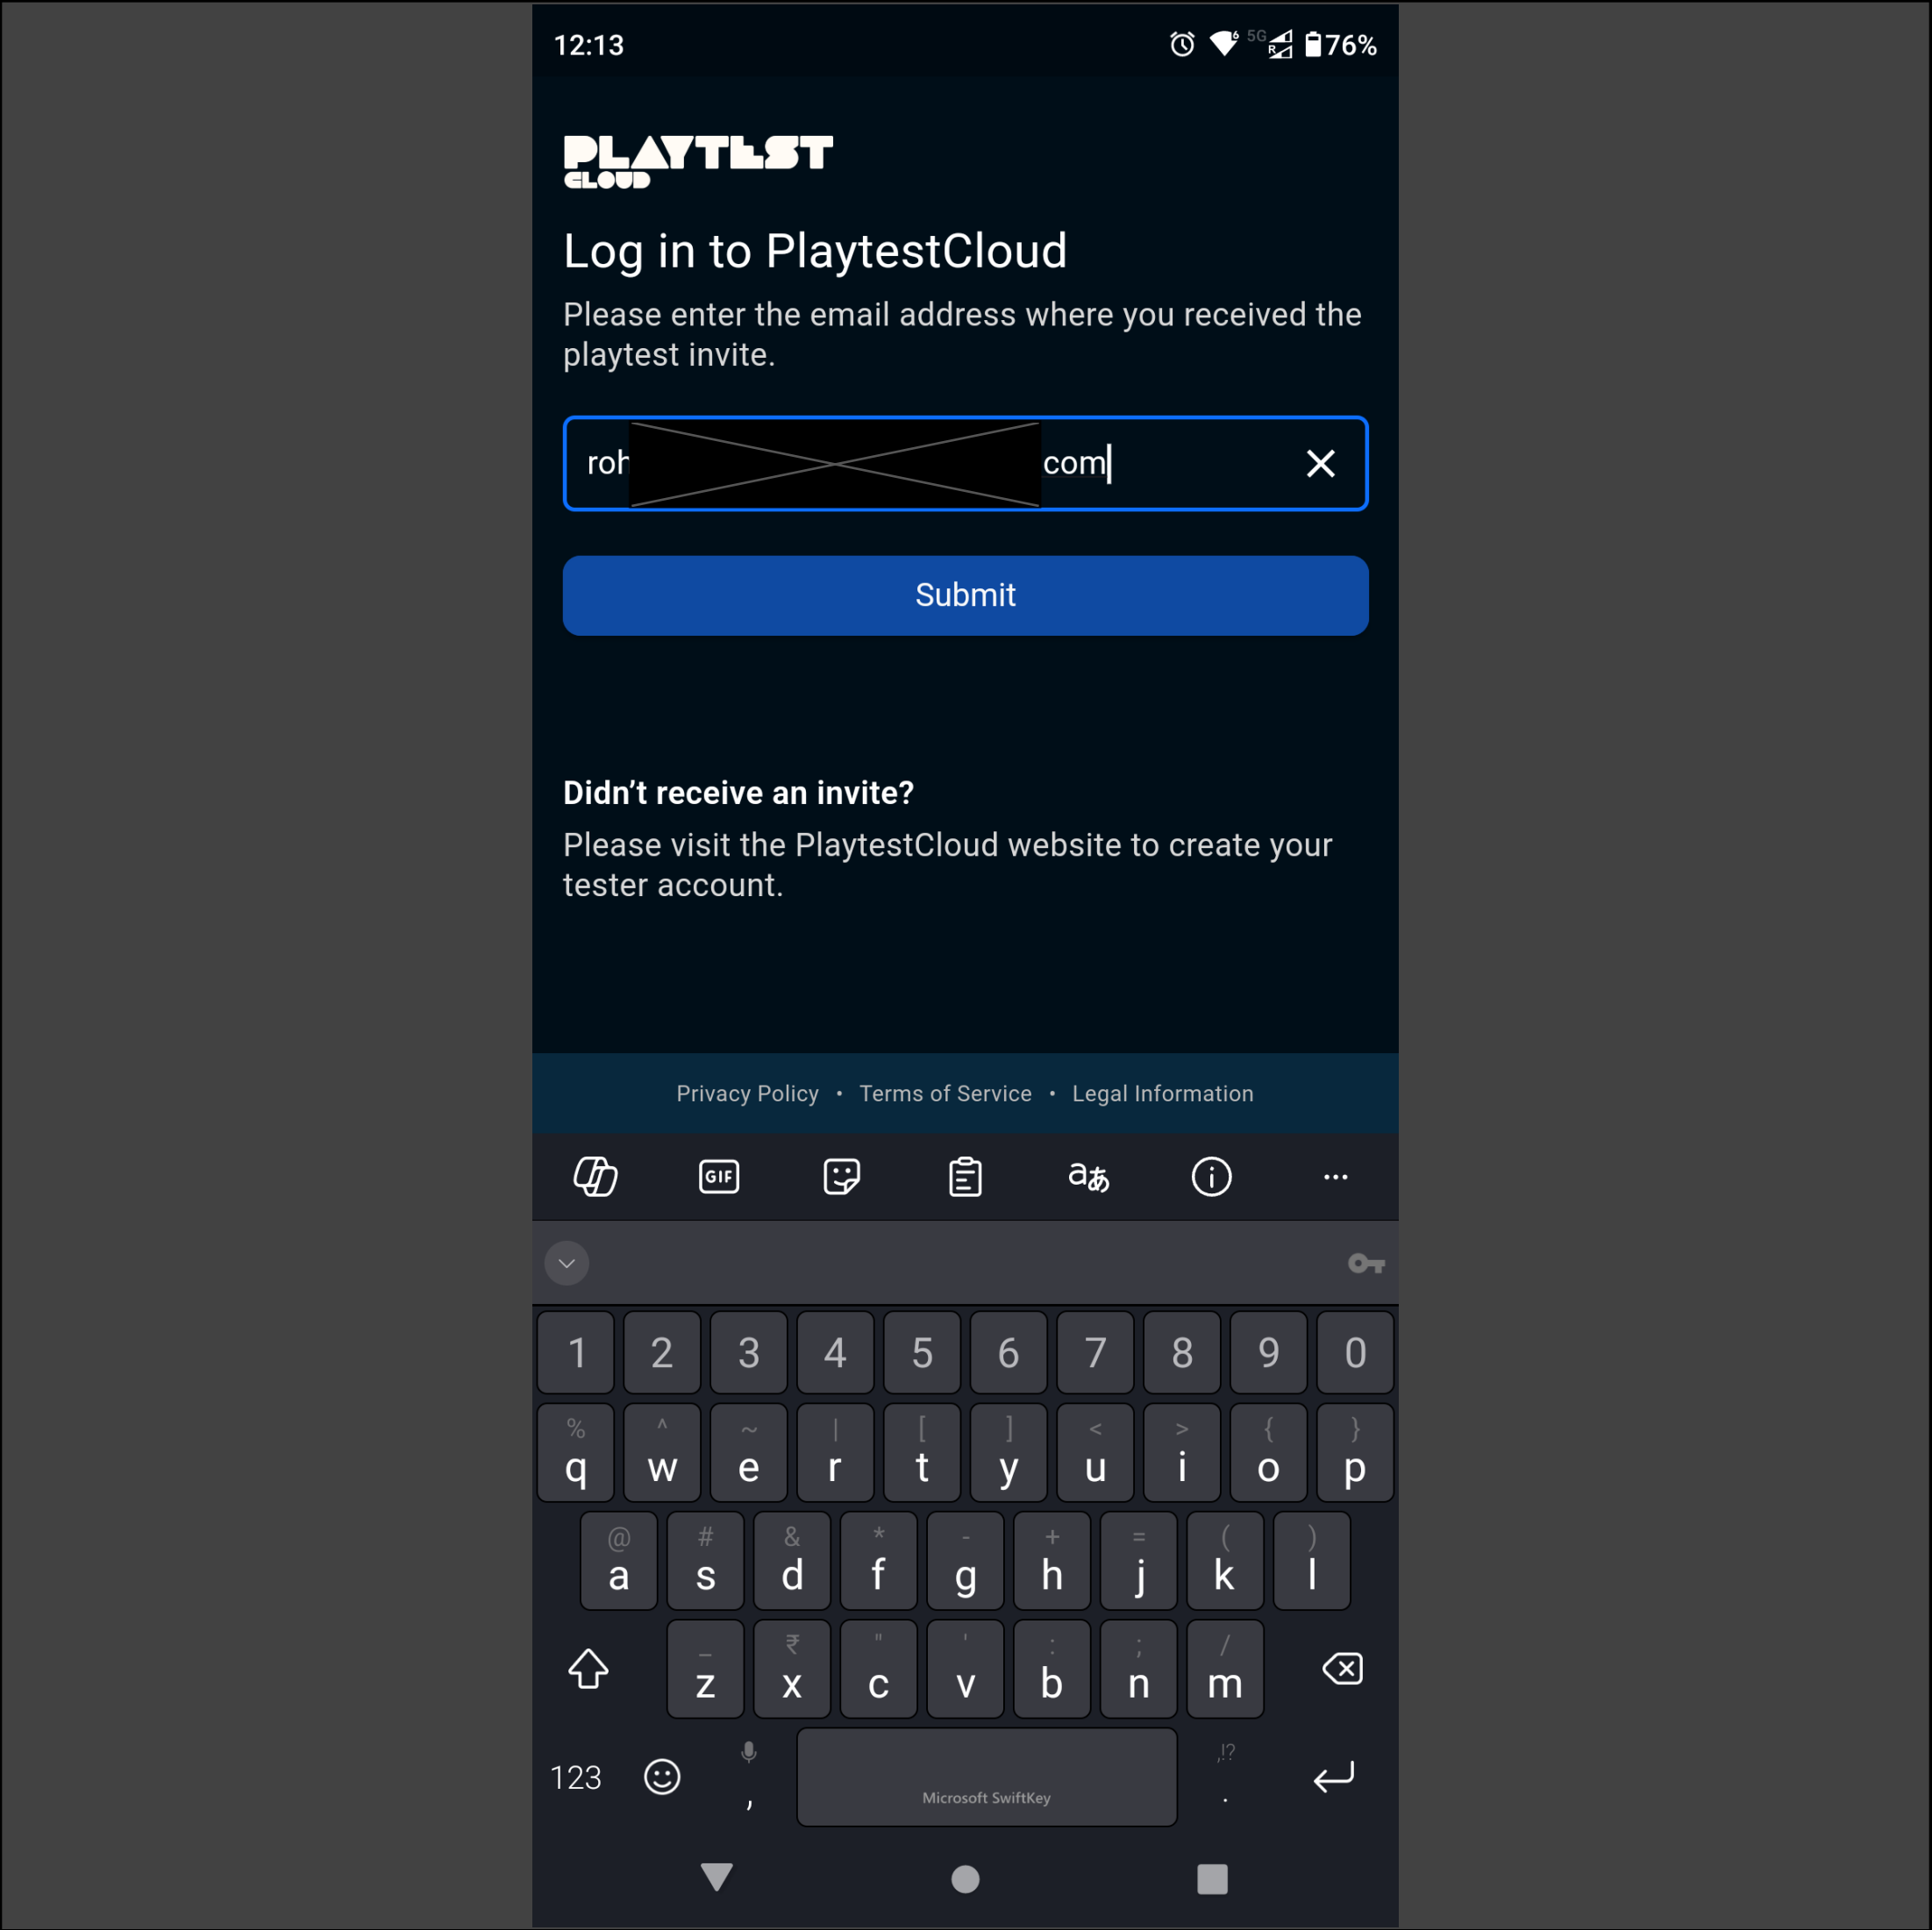 12:13
6 5G R 76%
PLAYTEST
CLOUD
Log in to PlaytestCloud
Please enter the email address where you received the
playtest invite.
roh com
Submit
Didn’t receive an invite?
Please visit the PlaytestCloud website to create your
tester account.
Privacy Policy • Terms of Service • Legal Information
GIF aあ i ...
1 2 3 4 5 6 7 8 9 0
% ^ ~ | [ ] < > { }
q w e r t y u i o p
@ # & * - + = ( )
a s d f g h j k l
_ ₹ " ' : ; /
z x c v b n m
,!?
123 , Microsoft SwiftKey .